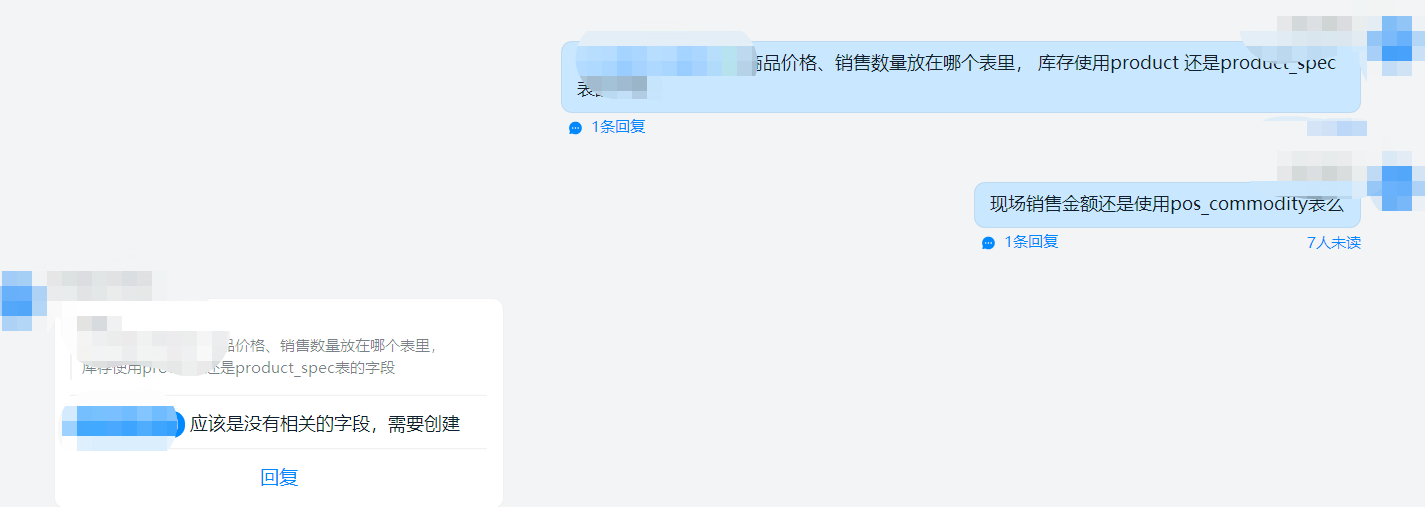 品价格、销售数量放在哪个表里， 库存使用product 还是product_spec
表
1条回复
现场销售金额还是使用pos_commodity表么
1条回复
7人未读
品价格、销售数量放在哪个表里，
库存使用pro 还是product_spec表的字段
应该是没有相关的字段，需要创建
回复